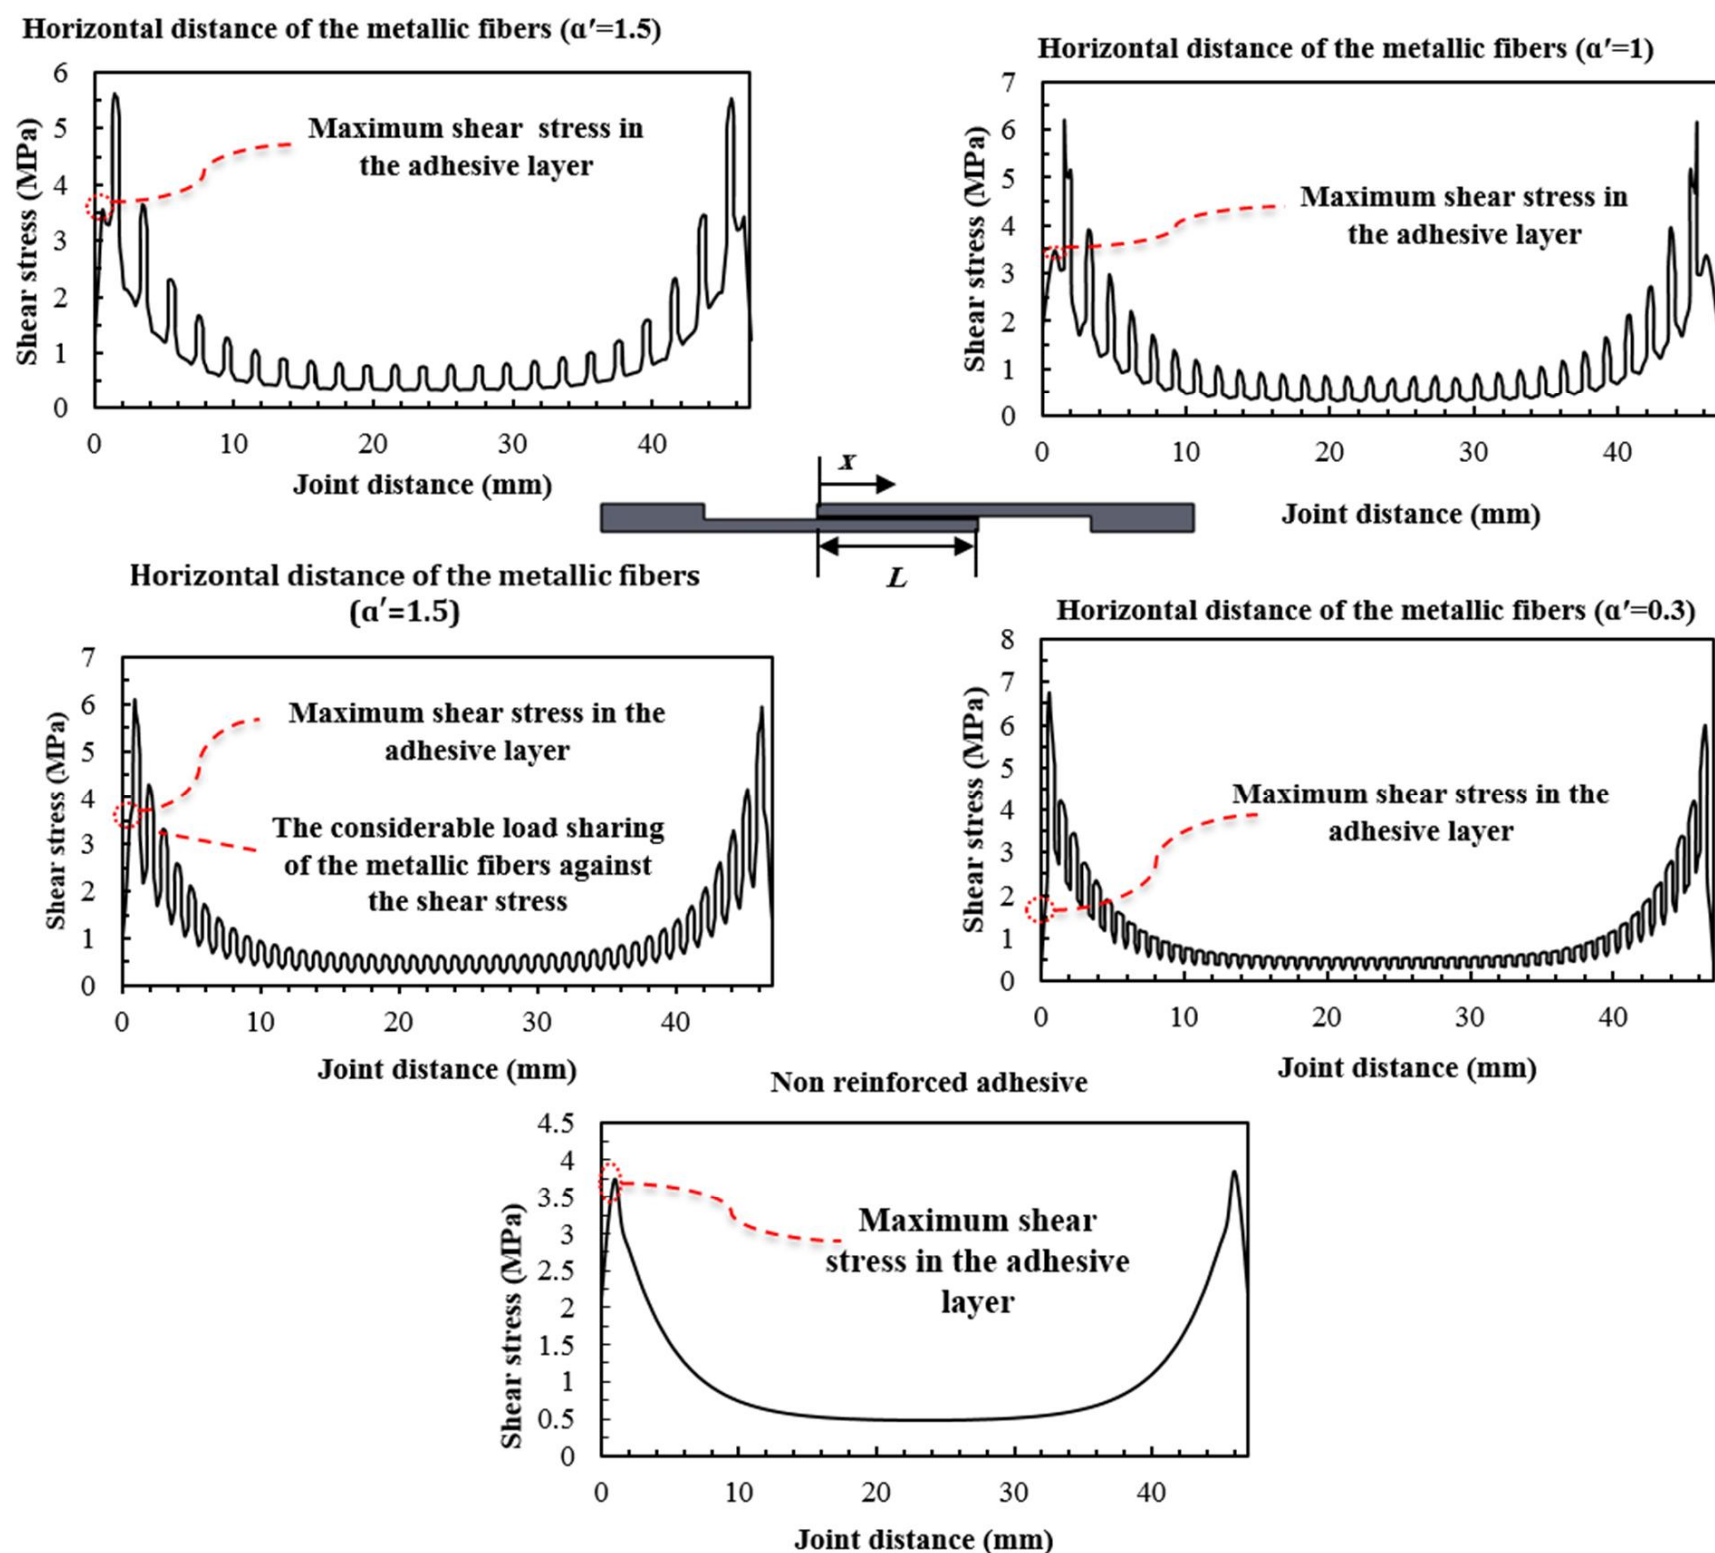 Horizontal distance of the metallic fibers (α′=1.5)
Shear stress (MPa)
6
5
4
3
2
1
0
Maximum shear stress in
the adhesive layer
0 10 20 30 40
Joint distance (mm)
Horizontal distance of the metallic fibers (α′=1)
Shear stress (MPa)
7
6
5
4
3
2
1
0
Maximum shear stress in
the adhesive layer
0 10 20 30 40
Joint distance (mm)
x
L
Horizontal distance of the metallic fibers
(α′=1.5)
Shear stress (MPa)
7
6
5
4
3
2
1
0
Maximum shear stress in the
adhesive layer
The considerable load sharing
of the metallic fibers against
the shear stress
0 10 20 30 40
Joint distance (mm)
Horizontal distance of the metallic fibers (α′=0.3)
Shear stress (MPa)
8
7
6
5
4
3
2
1
0
Maximum shear stress in the
adhesive layer
0 10 20 30 40
Joint distance (mm)
Non reinforced adhesive
Shear stress (MPa)
4.5
4
3.5
3
2.5
2
1.5
1
0.5
0
Maximum shear
stress in the adhesive
layer
0 10 20 30 40
Joint distance (mm)